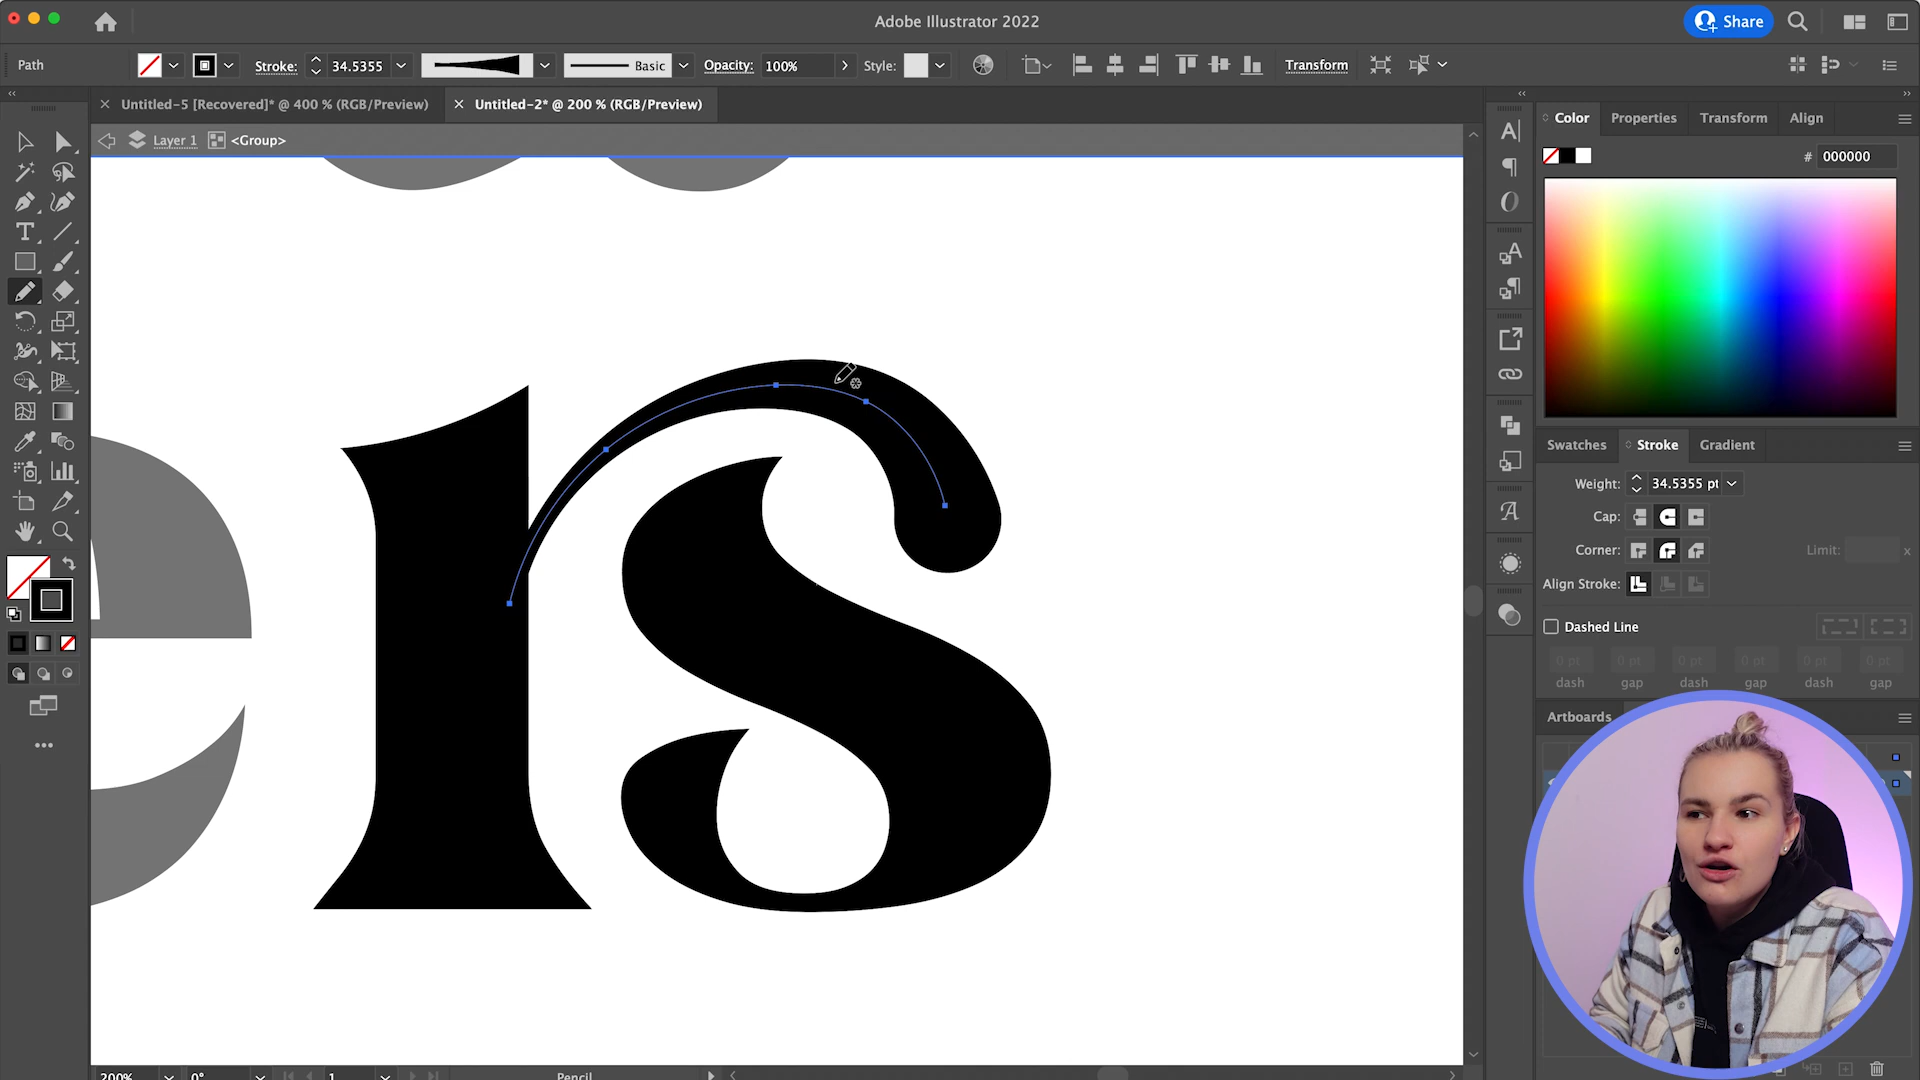 Adobe Illustrator 2022
Share
Path
Stroke:
34.5355
Basic
Opacity:
100%
Style:
Transform
Untitled-5 [Recovered]* @ 400 % (RGB/Preview)
Untitled-2* @ 200 % (RGB/Preview)
Layer 1
<Group>
Color
Properties
Transform
Align
# 000000
Swatches
Stroke
Gradient
Weight:
34.5355 pt
Cap:
Corner:
Limit:
x
Align Stroke:
Dashed Line
0 pt
0 pt
0 pt
0 pt
0 pt
0 pt
dash
gap
dash
gap
dash
gap
Artboards
ers
200%
0°
1
Pencil